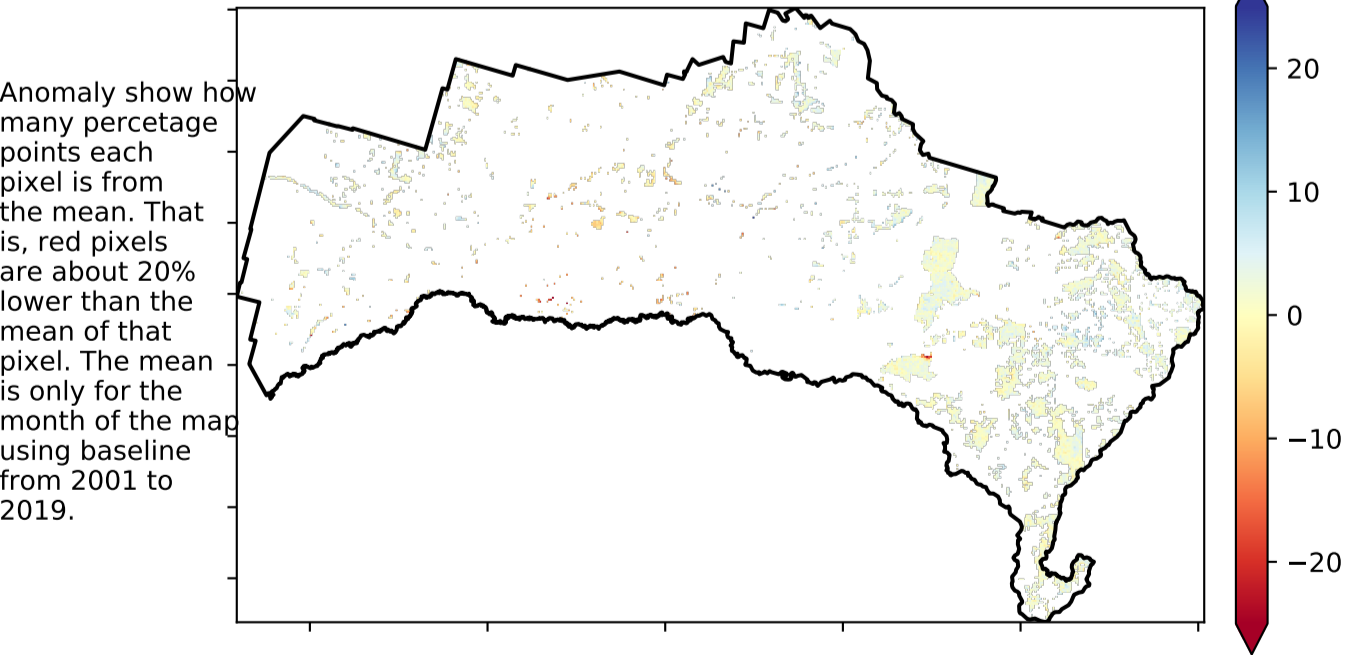 Anomaly show how
many percetage
points each
pixel is from
the mean. That
is, red pixels
are about 20%
lower than the
mean of that
pixel. The mean
is only for the
month of the map
using baseline
from 2001 to
2019.
20
10
0
−10
−20